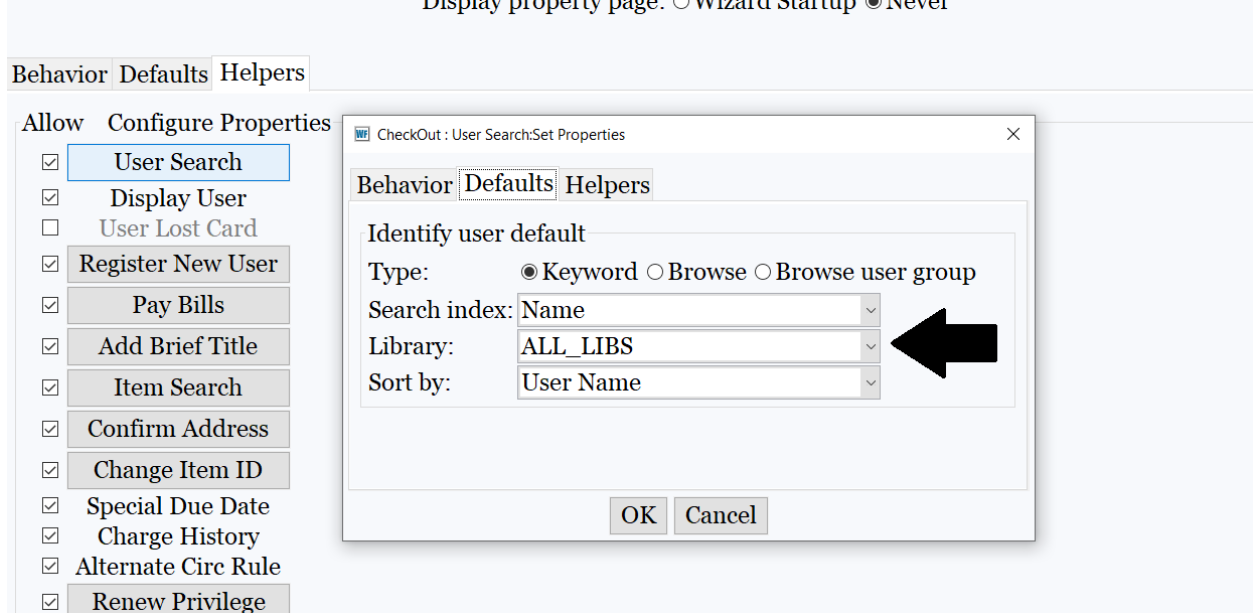 Display property page: Wizard Startup Never
Behavior Defaults Helpers
Allow Configure Properties
User Search
Display User
User Lost Card
Register New User
Pay Bills
Add Brief Title
Item Search
Confirm Address
Change Item ID
Special Due Date
Charge History
Alternate Circ Rule
Renew Privilege
WF CheckOut : User Search:Set Properties
Behavior Defaults Helpers
Identify user default
Type: Keyword Browse Browse user group
Search index: Name
Library: ALL_LIBS
Sort by: User Name
OK Cancel